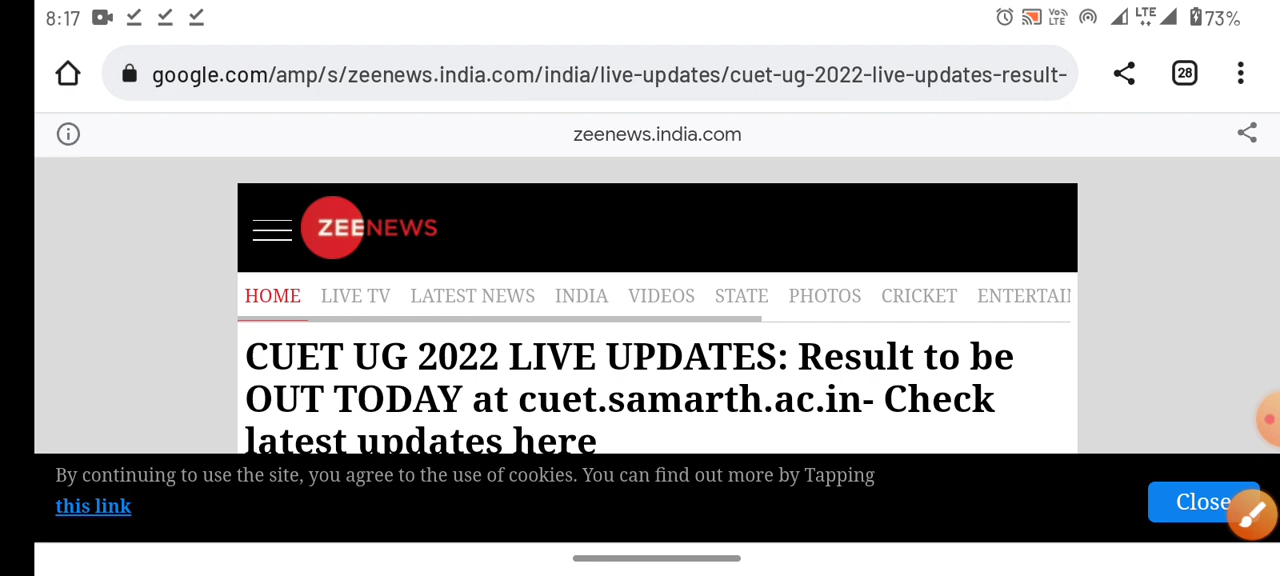 8:17 Vo LTE LTE 73%
google.com/amp/s/zeenews.india.com/india/live-updates/cuet-ug-2022-live-updates-result-
28
zeenews.india.com
ZEENEWS
HOME LIVE TV LATEST NEWS INDIA VIDEOS STATE PHOTOS CRICKET ENTERTAI
CUET UG 2022 LIVE UPDATES: Result to be
OUT TODAY at cuet.samarth.ac.in- Check
latest updates here
By continuing to use the site, you agree to the use of cookies. You can find out more by Tapping
this link
Close